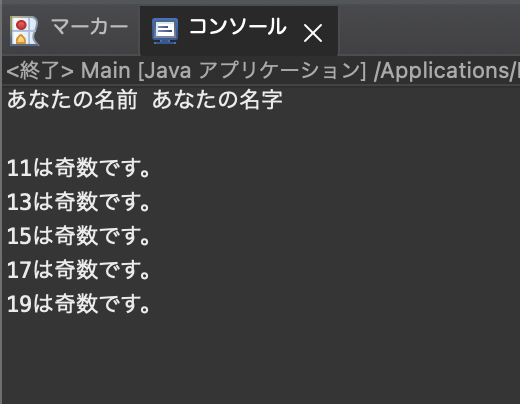 マーカー コンソール
<終了> Main [Java アプリケーション] /Applications/
あなたの名前 あなたの名字
11は奇数です。
13は奇数です。
15は奇数です。
17は奇数です。
19は奇数です。